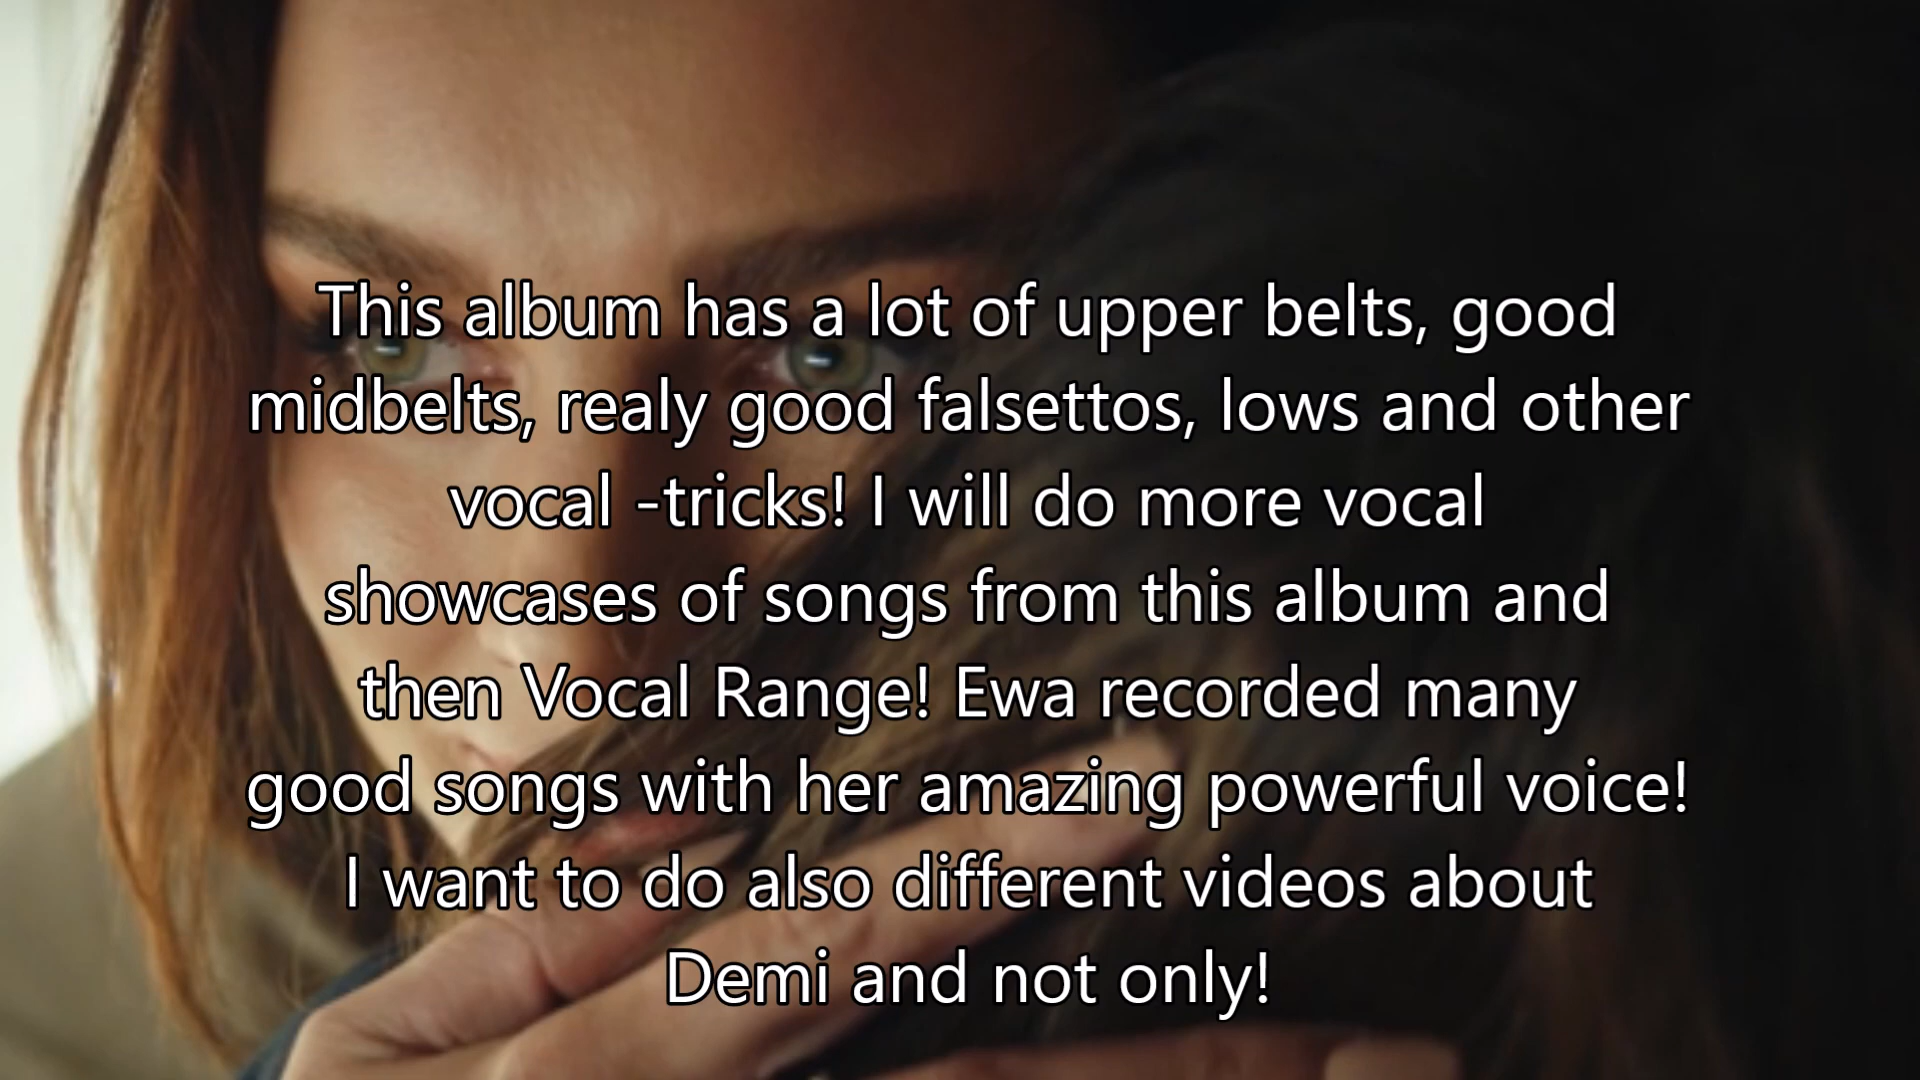 This album has a lot of upper belts, good
midbelts, realy good falsettos, lows and other
vocal -tricks! I will do more vocal
showcases of songs from this album and
then Vocal Range! Ewa recorded many
good songs with her amazing powerful voice!
I want to do also different videos about
Demi and not only!